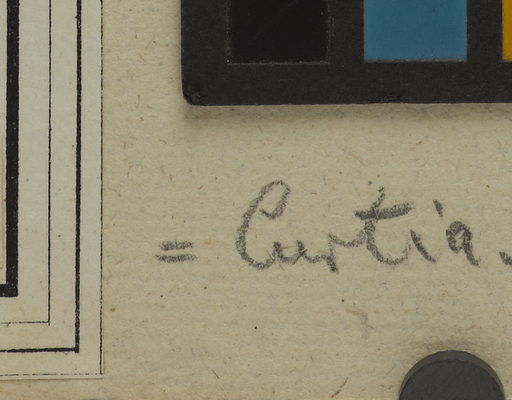 = Curtia.